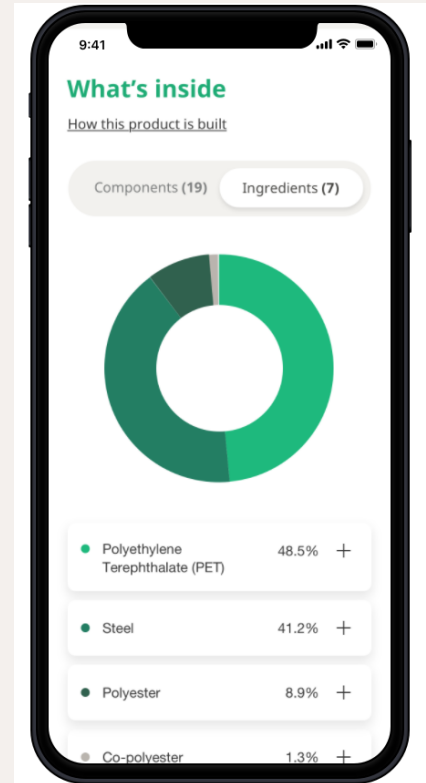 9:41
What’s inside
How this product is built
Components (19) Ingredients (7)
Polyethylene
Terephthalate (PET) 48.5% +
Steel 41.2% +
Polyester 8.9% +
Co-polyester 1.3% +